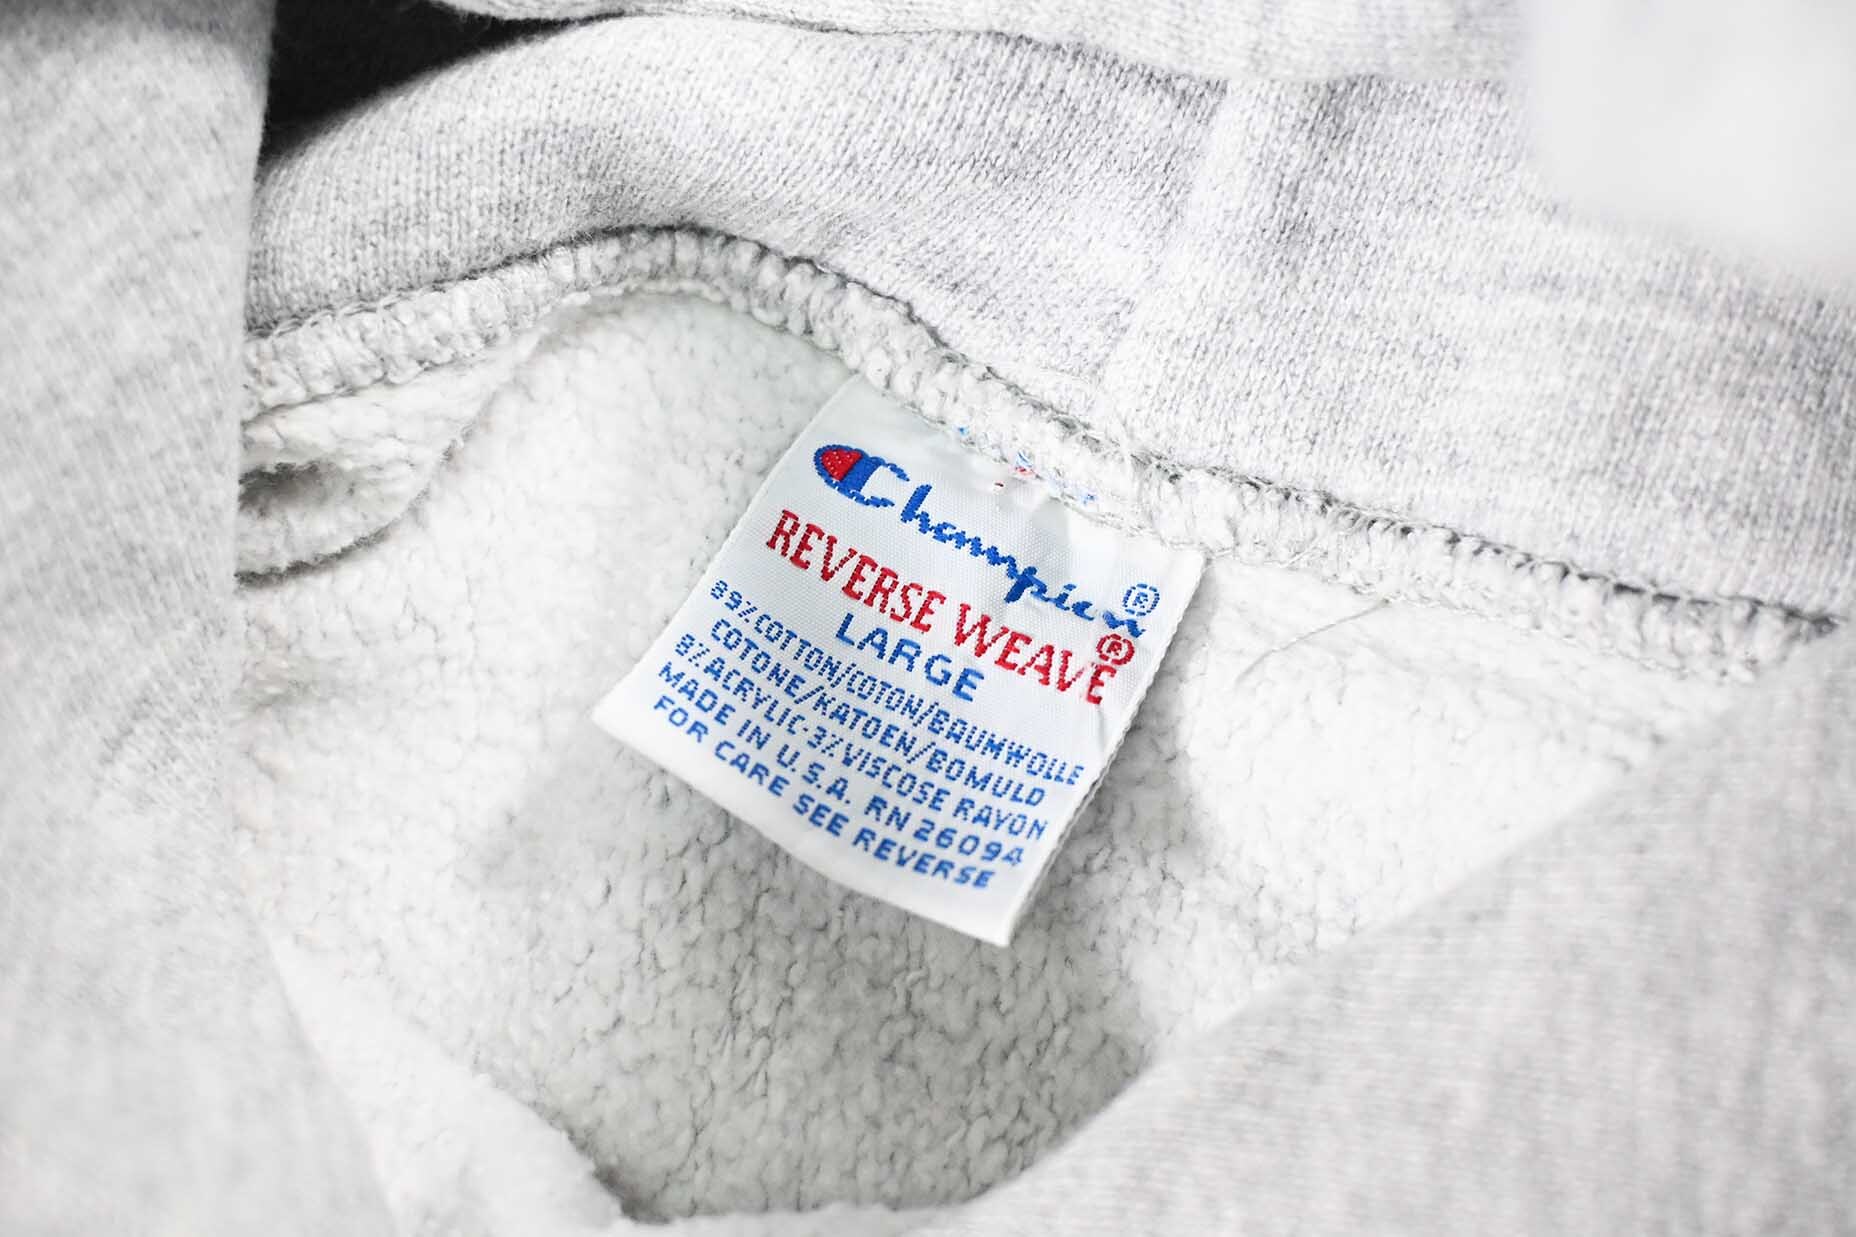 Champion®
REVERSE WEAVE®
LARGE
89%COTTON/COTON/BAUMWOLLE
COTONE/KATOEN/BOMULD
8%ACRYLIC-3%VISCOSE RAYON
MADE IN U.S.A. RN 26094
FOR CARE SEE REVERSE